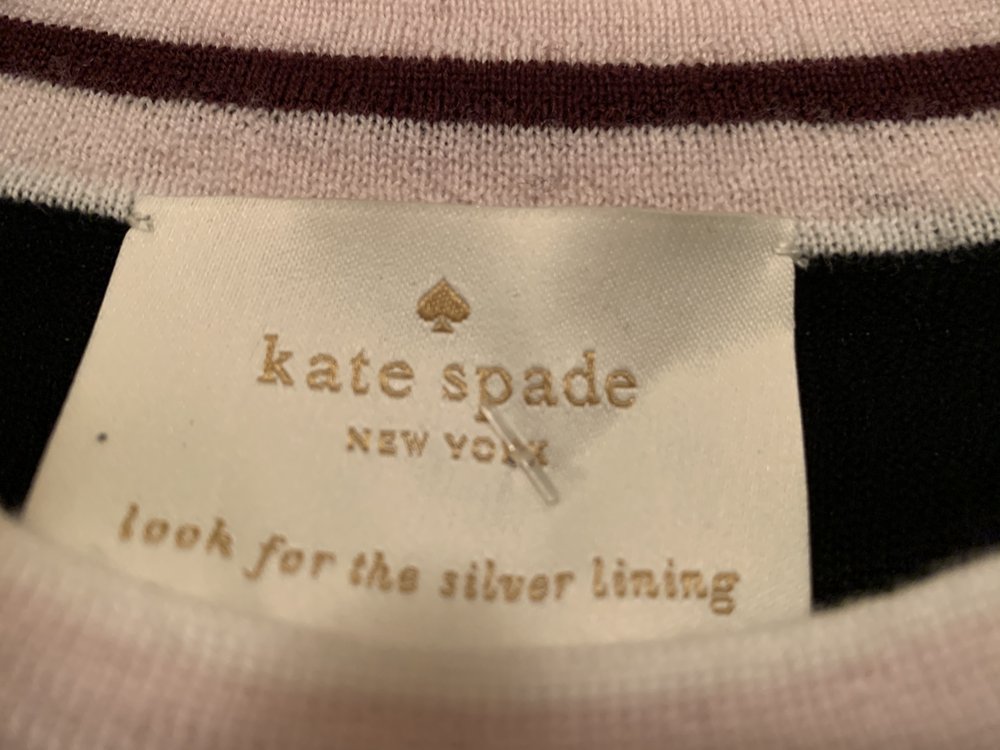 kate spade
NEW YORK
look for the silver lining